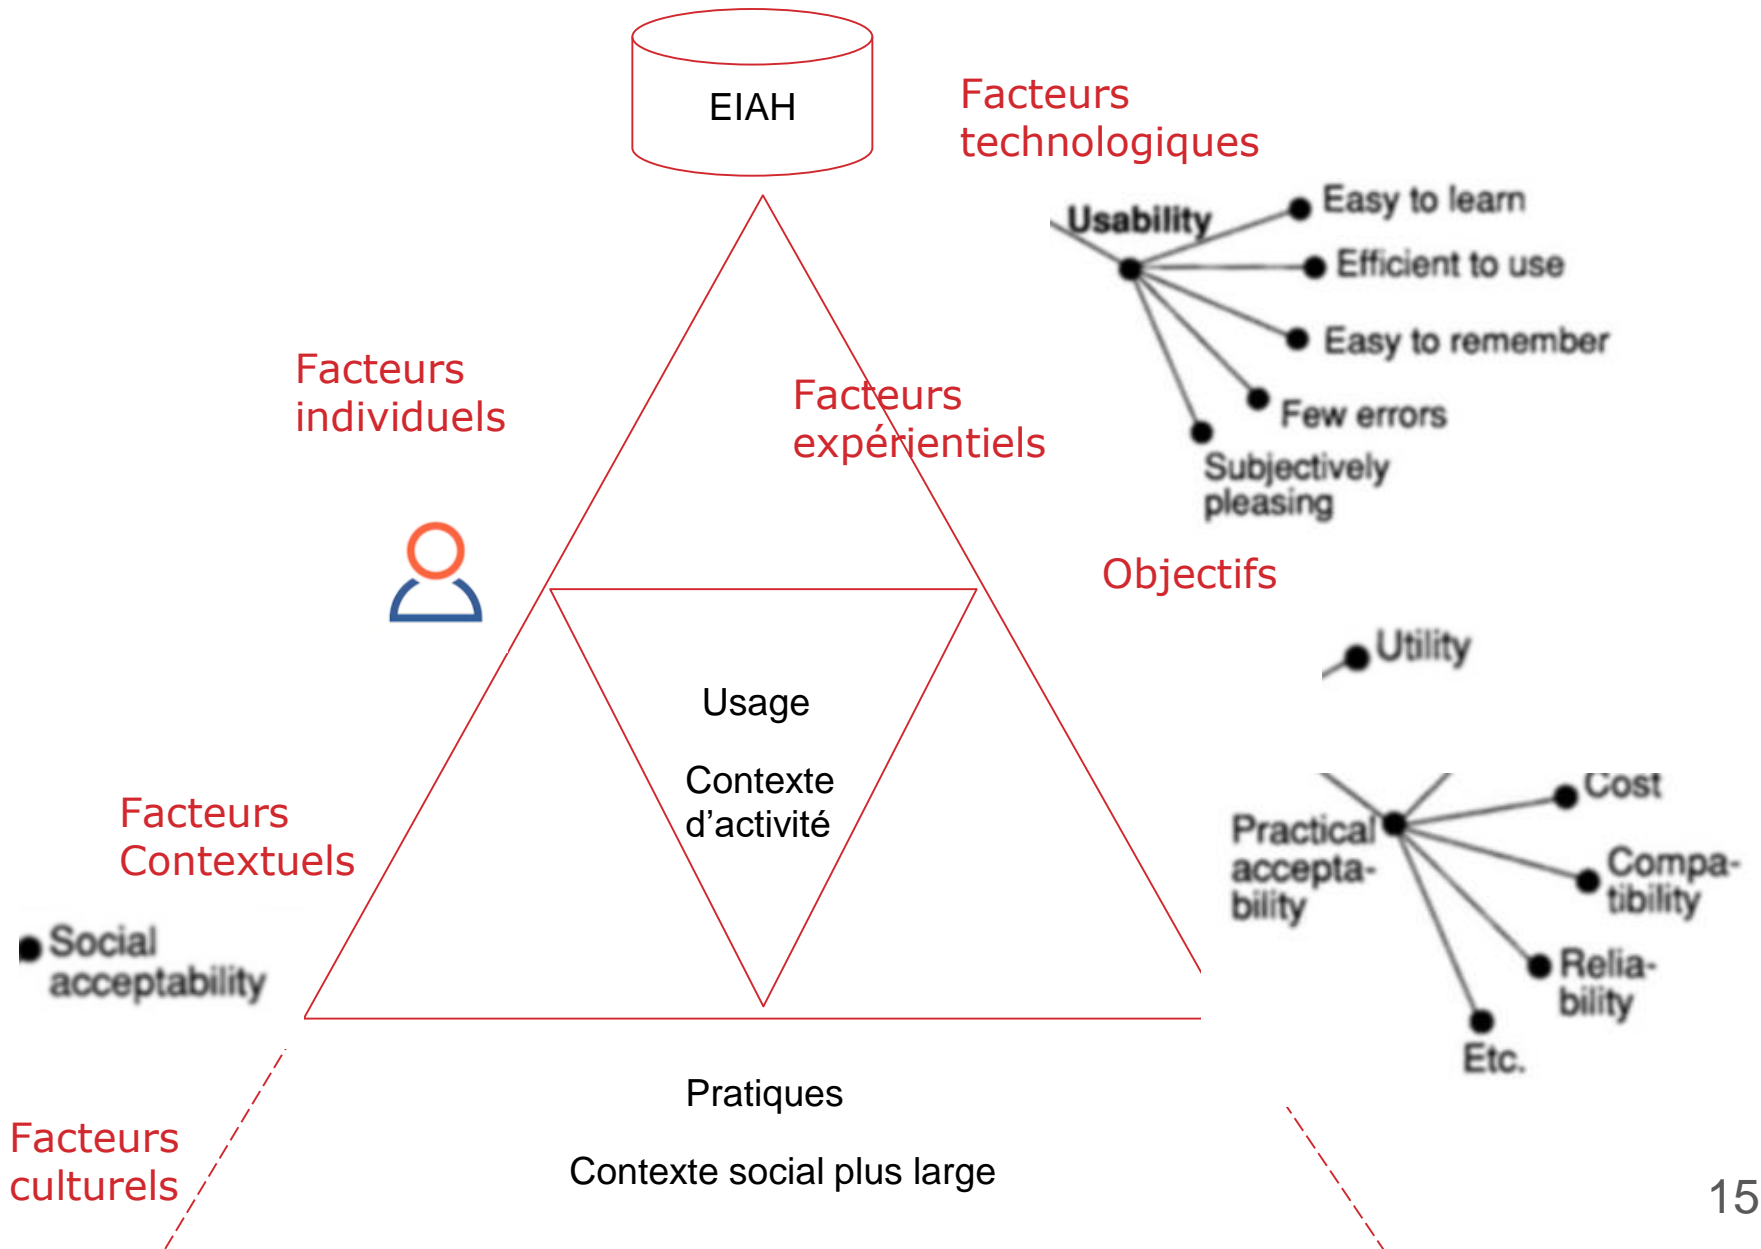 EIAH
Facteurs
technologiques
Usability
Easy to learn
Efficient to use
Easy to remember
Few errors
Subjectively
pleasing
Facteurs
individuels
Facteurs
expérientiels
Objectifs
Utility
Usage
Contexte
d’activité
Facteurs
Contextuels
Social
acceptability
Practical
accepta-
bility
Cost
Compa-
tibility
Relia-
bility
Etc.
Pratiques
Contexte social plus large
Facteurs
culturels
15